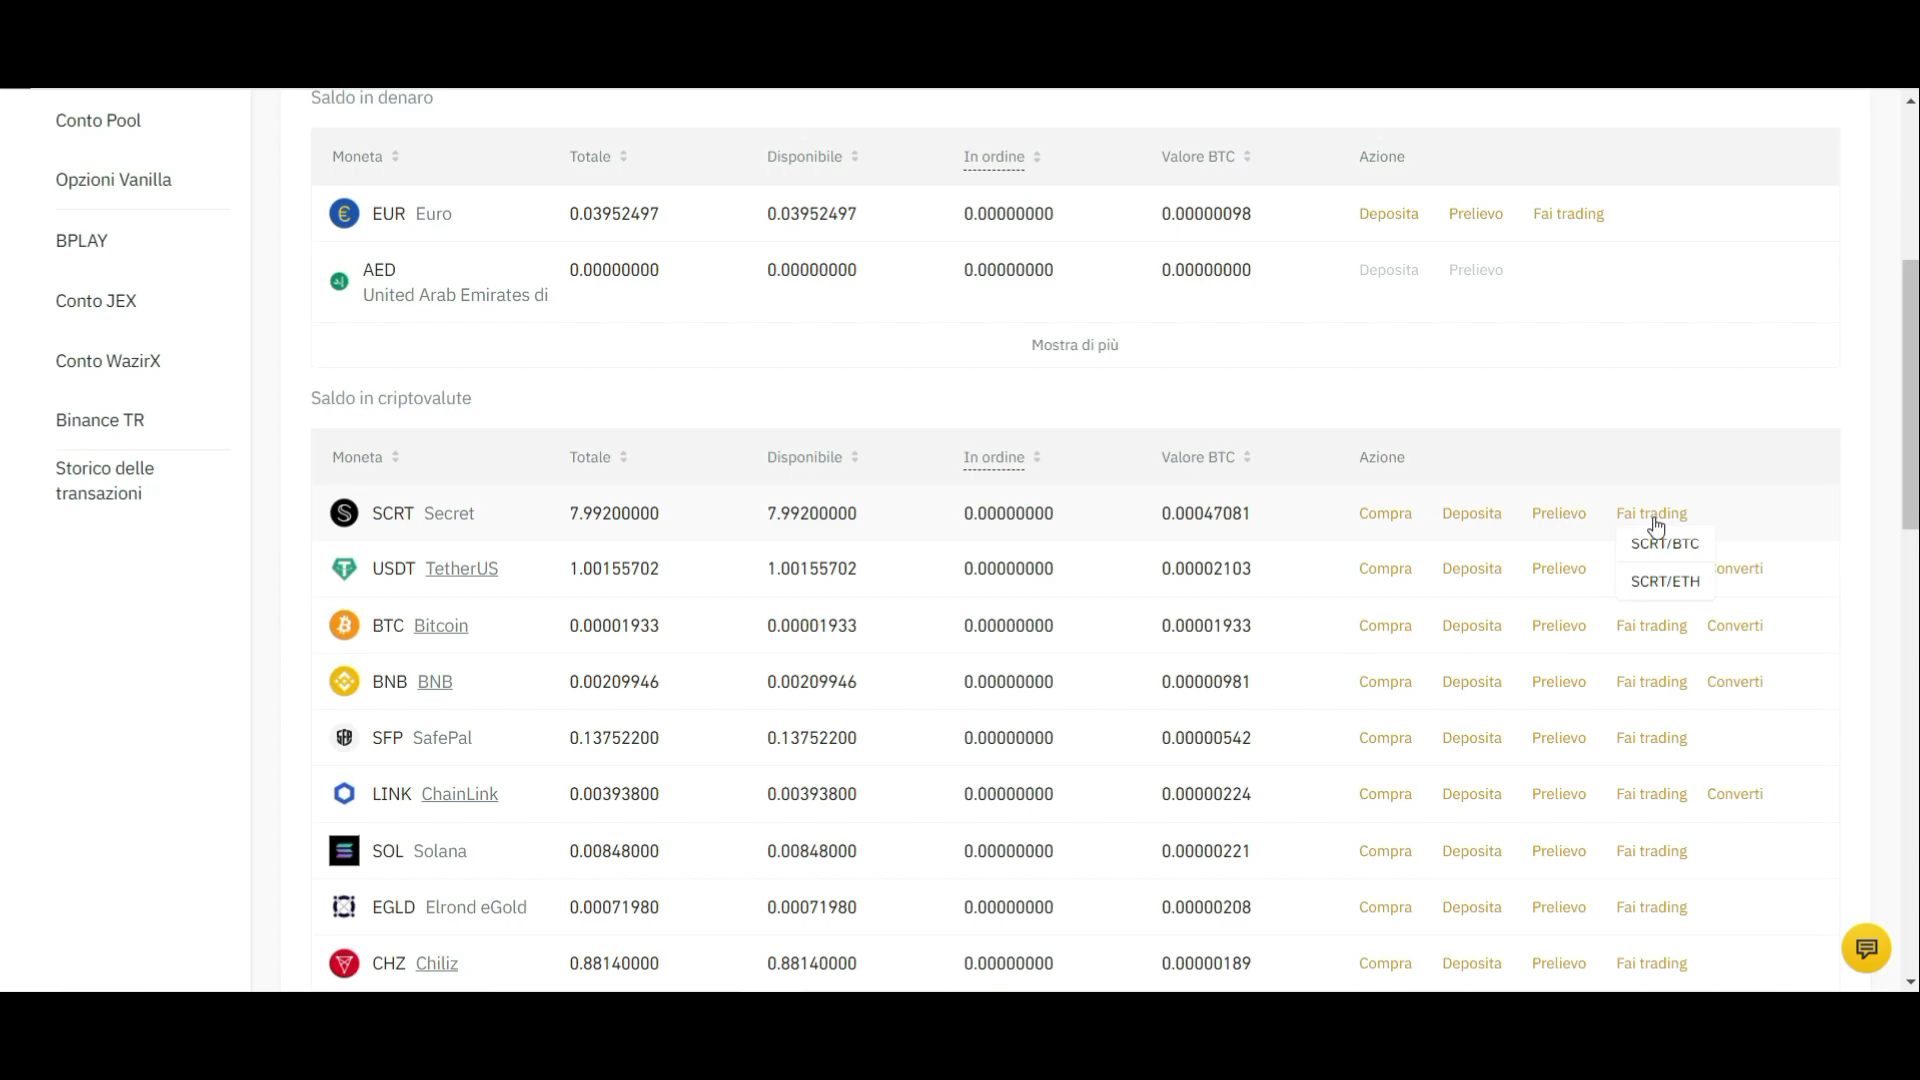 Conto Pool
Opzioni Vanilla
BPLAY
Conto JEX
Conto WazirX
Binance TR
Storico delle
transazioni
Saldo in denaro
Moneta Totale Disponibile In ordine Valore BTC Azione
EUR Euro 0.03952497 0.03952497 0.00000000 0.00000098 Deposita Prelievo Fai trading
AED 0.00000000 0.00000000 0.00000000 0.00000000 Deposita Prelievo
United Arab Emirates di
Mostra di più
Saldo in criptovalute
Moneta Totale Disponibile In ordine Valore BTC Azione
SCRT Secret 7.99200000 7.99200000 0.00000000 0.00047081 Compra Deposita Prelievo Fai trading
SCRT/BTC
USDT TetherUS 1.00155702 1.00155702 0.00000000 0.00002103 Compra Deposita Prelievo onverti
SCRT/ETH
BTC Bitcoin 0.00001933 0.00001933 0.00000000 0.00001933 Compra Deposita Prelievo Fai trading Converti
BNB BNB 0.00209946 0.00209946 0.00000000 0.00000981 Compra Deposita Prelievo Fai trading Converti
SFP SafePal 0.13752200 0.13752200 0.00000000 0.00000542 Compra Deposita Prelievo Fai trading
LINK ChainLink 0.00393800 0.00393800 0.00000000 0.00000224 Compra Deposita Prelievo Fai trading Converti
SOL Solana 0.00848000 0.00848000 0.00000000 0.00000221 Compra Deposita Prelievo Fai trading
EGLD Elrond eGold 0.00071980 0.00071980 0.00000000 0.00000208 Compra Deposita Prelievo Fai trading
CHZ Chiliz 0.88140000 0.88140000 0.00000000 0.00000189 Compra Deposita Prelievo Fai trading